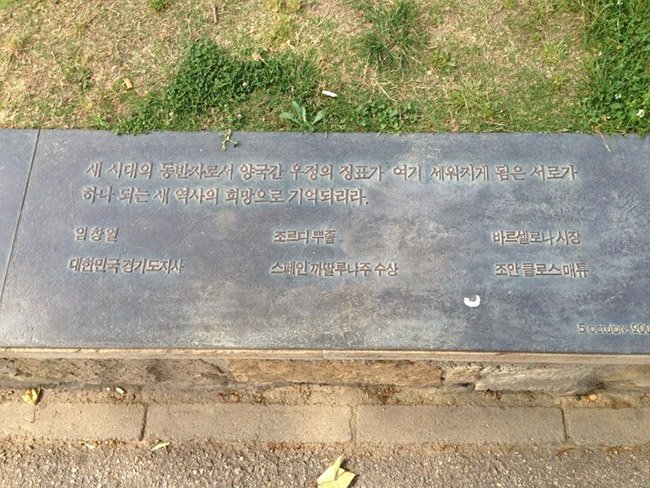 새 시대의 동반자로서 양국간 우정의 징표가 여기 세워지게 됨은 서로가
하나 되는 새 역사의 희망으로 기억되리라.
임창열 조르디 뿌졸 바르셀로나 시장
대한민국 경기도지사 스페인 까딸루냐주 수상 조안 클로스 매튜
5 octubre 200